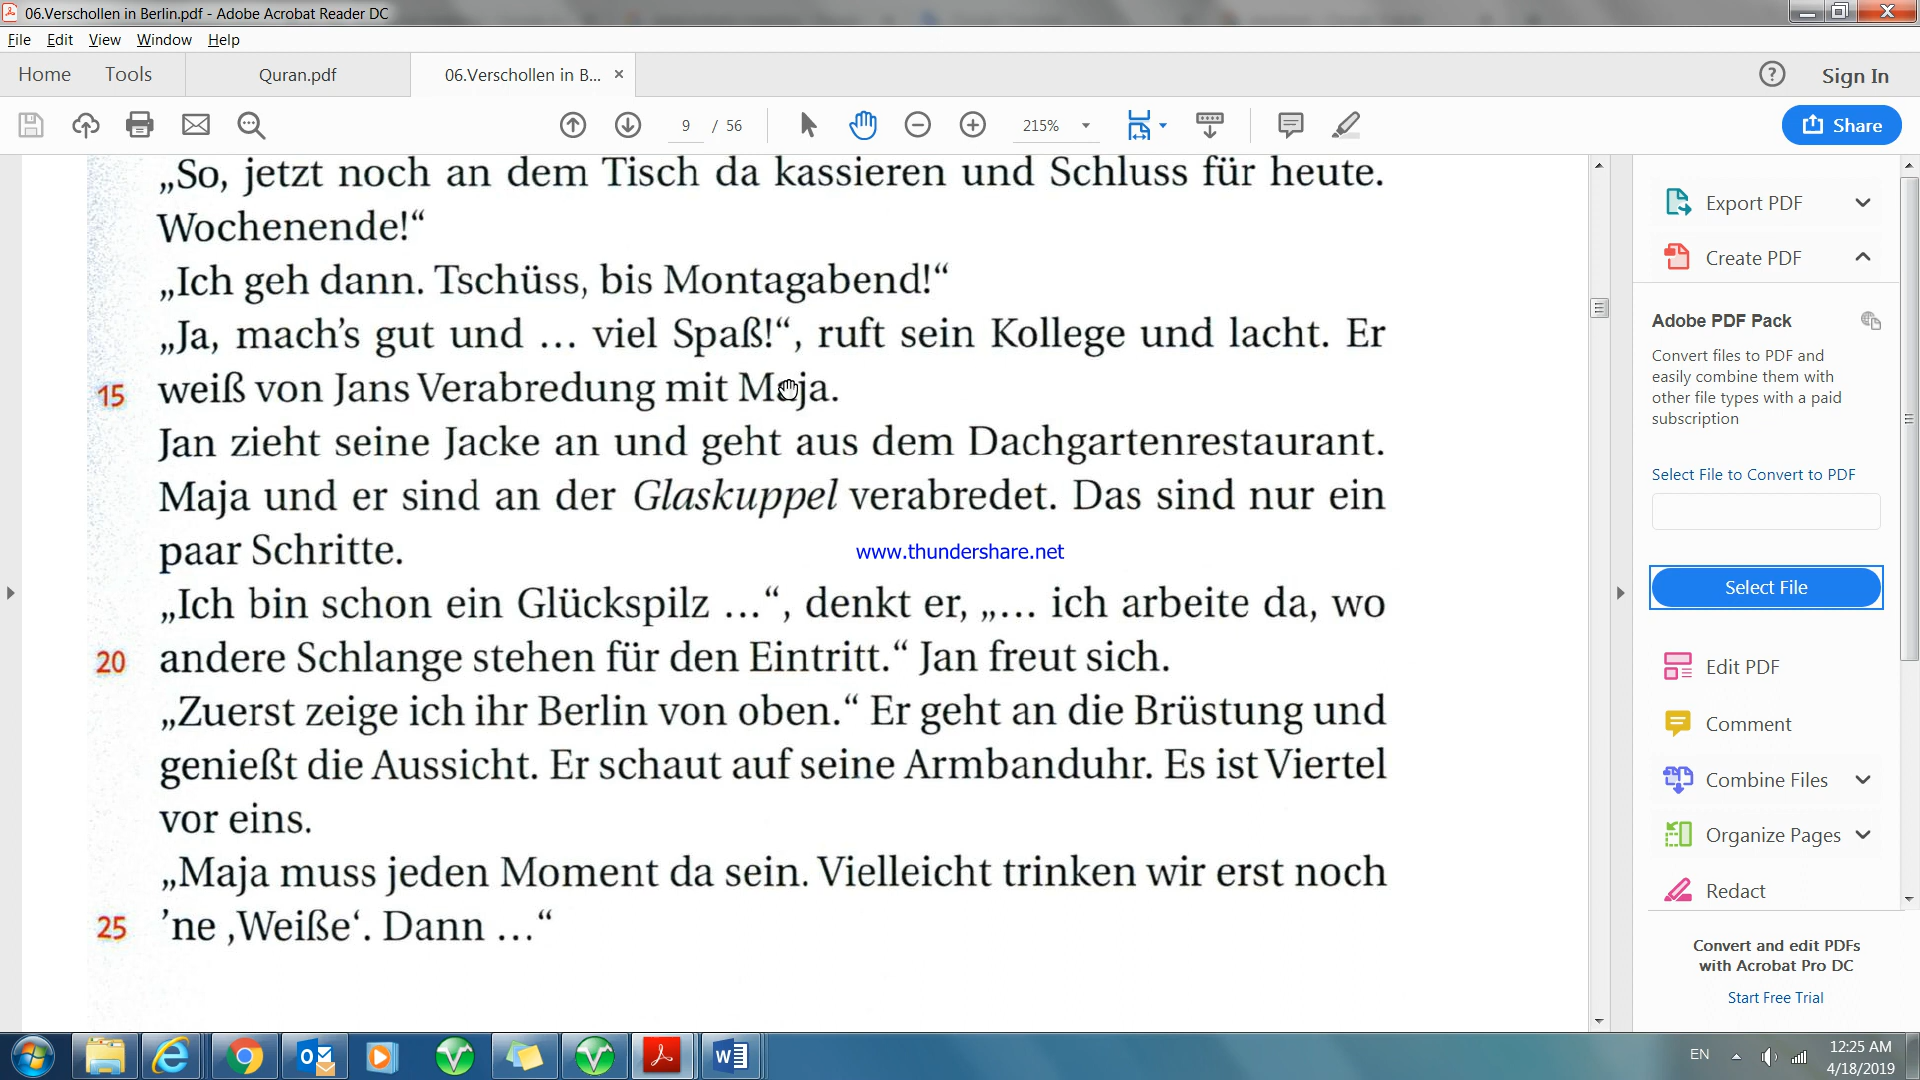 06.Verschollen in Berlin.pdf - Adobe Acrobat Reader DC
File Edit View Window Help
Home Tools Quran.pdf 06.Verschollen in B... × Sign In
9 / 56 215% Share
„So, jetzt noch an dem Tisch da kassieren und Schluss für heute.
Wochenende!“
„Ich geh dann. Tschüss, bis Montagabend!“
„Ja, mach’s gut und … viel Spaß!“, ruft sein Kollege und lacht. Er
15 weiß von Jans Verabredung mit Maja.
Jan zieht seine Jacke an und geht aus dem Dachgartenrestaurant.
Maja und er sind an der Glaskuppel verabredet. Das sind nur ein
paar Schritte.
www.thundershare.net
„Ich bin schon ein Glückspilz …“, denkt er, „… ich arbeite da, wo
20 andere Schlange stehen für den Eintritt.“ Jan freut sich.
„Zuerst zeige ich ihr Berlin von oben.“ Er geht an die Brüstung und
genießt die Aussicht. Er schaut auf seine Armbanduhr. Es ist Viertel
vor eins.
„Maja muss jeden Moment da sein. Vielleicht trinken wir erst noch
25 ’ne ‚Weiße‘. Dann …“
Export PDF
Create PDF
Adobe PDF Pack
Convert files to PDF and
easily combine them with
other file types with a paid
subscription
Select File to Convert to PDF
Select File
Edit PDF
Comment
Combine Files
Organize Pages
Redact
Convert and edit PDFs
with Acrobat Pro DC
Start Free Trial
EN
12:25 AM
4/18/2019